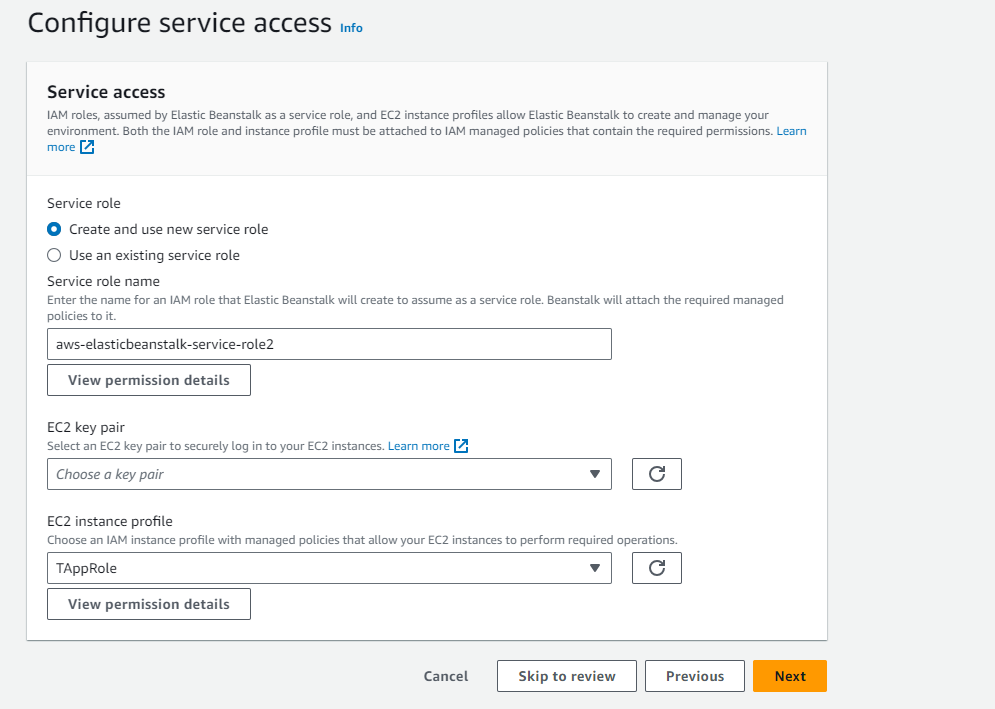 Configure service access Info
Service access
IAM roles, assumed by Elastic Beanstalk as a service role, and EC2 instance profiles allow Elastic Beanstalk to create and manage your
environment. Both the IAM role and instance profile must be attached to IAM managed policies that contain the required permissions. Learn
more
Service role
Create and use new service role
Use an existing service role
Service role name
Enter the name for an IAM role that Elastic Beanstalk will create to assume as a service role. Beanstalk will attach the required managed
policies to it.
aws-elasticbeanstalk-service-role2
View permission details
EC2 key pair
Select an EC2 key pair to securely log in to your EC2 instances. Learn more
Choose a key pair
EC2 instance profile
Choose an IAM instance profile with managed policies that allow your EC2 instances to perform required operations.
TAppRole
View permission details
Cancel Skip to review Previous Next